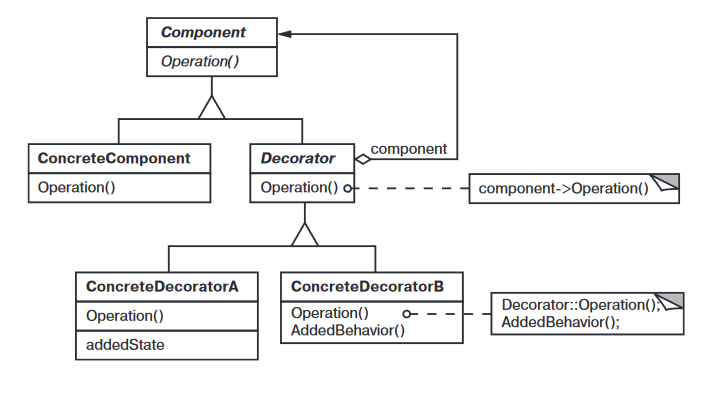 Component
Operation()
component
ConcreteComponent
Operation()
Decorator
Operation()
component->Operation()
ConcreteDecoratorA
Operation()
addedState
ConcreteDecoratorB
Operation()
AddedBehavior()
Decorator::Operation();
AddedBehavior();